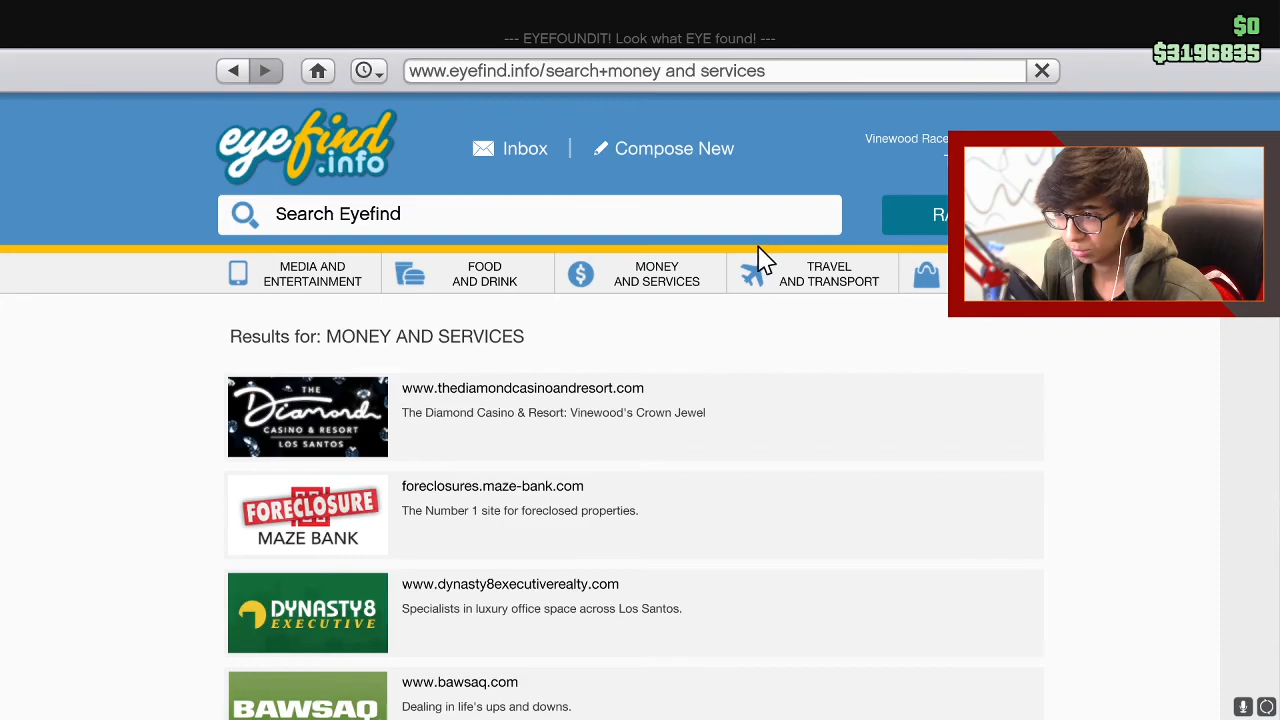 $0
--- EYEFOUNDIT! Look what EYE found! ---
$3196835
www.eyefind.info/search+money and services
eyefind
.info
Inbox
Compose New
Vinewood Race
Search Eyefind
MEDIA AND
ENTERTAINMENT
FOOD
AND DRINK
MONEY
AND SERVICES
TRAVEL
AND TRANSPORT
Results for: MONEY AND SERVICES
THE
Diamond
CASINO & RESORT
LOS SANTOS
www.thediamondcasinoandresort.com
The Diamond Casino & Resort: Vinewood's Crown Jewel
FORECLOSURE
MAZE BANK
foreclosures.maze-bank.com
The Number 1 site for foreclosed properties.
DYNASTY8
EXECUTIVE
www.dynasty8executiverealty.com
Specialists in luxury office space across Los Santos.
BAWSAQ
www.bawsaq.com
Dealing in life's ups and downs.